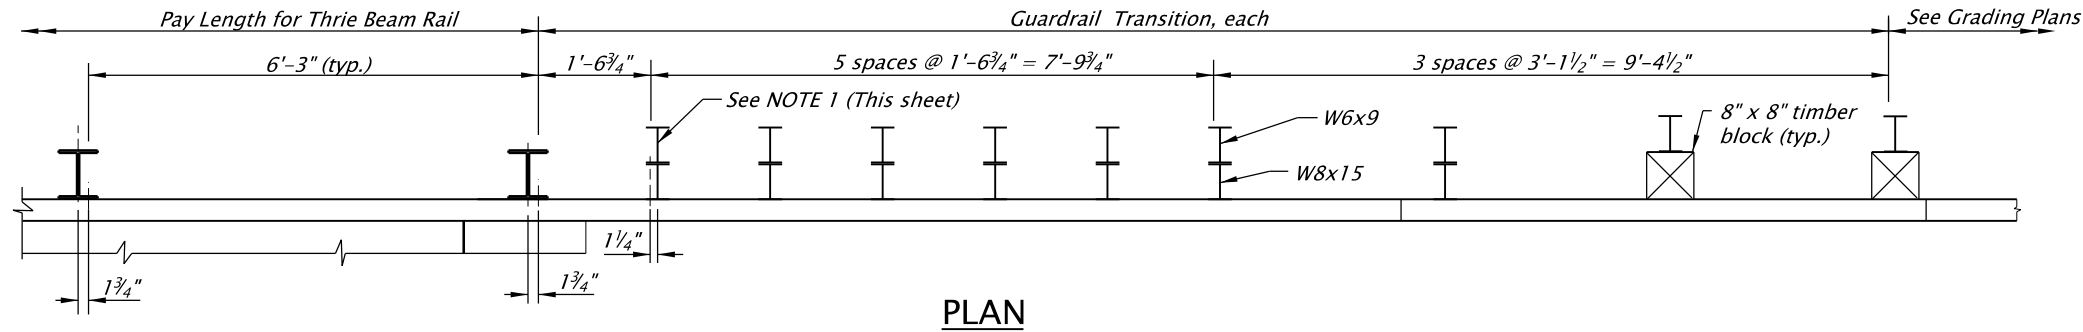 Pay Length for Thrie Beam Rail
Guardrail Transition, each
See Grading Plans
6'-3" (typ.)
1'-6¾"
5 spaces @ 1'-6¾" = 7'-9¾"
3 spaces @ 3'-1½" = 9'-4½"
See NOTE 1 (This sheet)
W6x9
8" x 8" timber
block (typ.)
W8x15
1¼"
1¾"
1¾"
PLAN